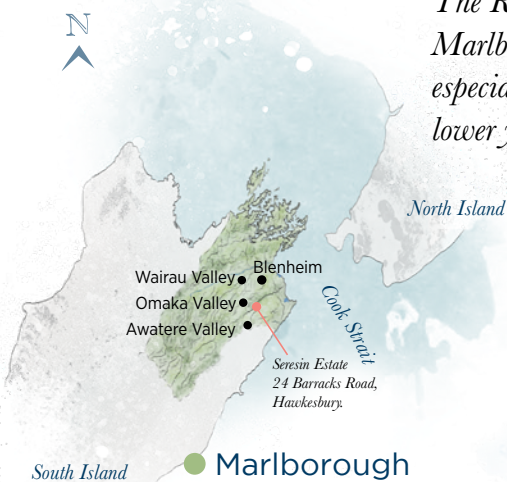 N
The
Marlb
especia
lower
North Island
Wairau Valley
Blenheim
Omaka Valley
Awatere Valley
Cook Strait
Seresin Estate
24 Barracks Road,
Hawkesbury.
South Island
Marlborough